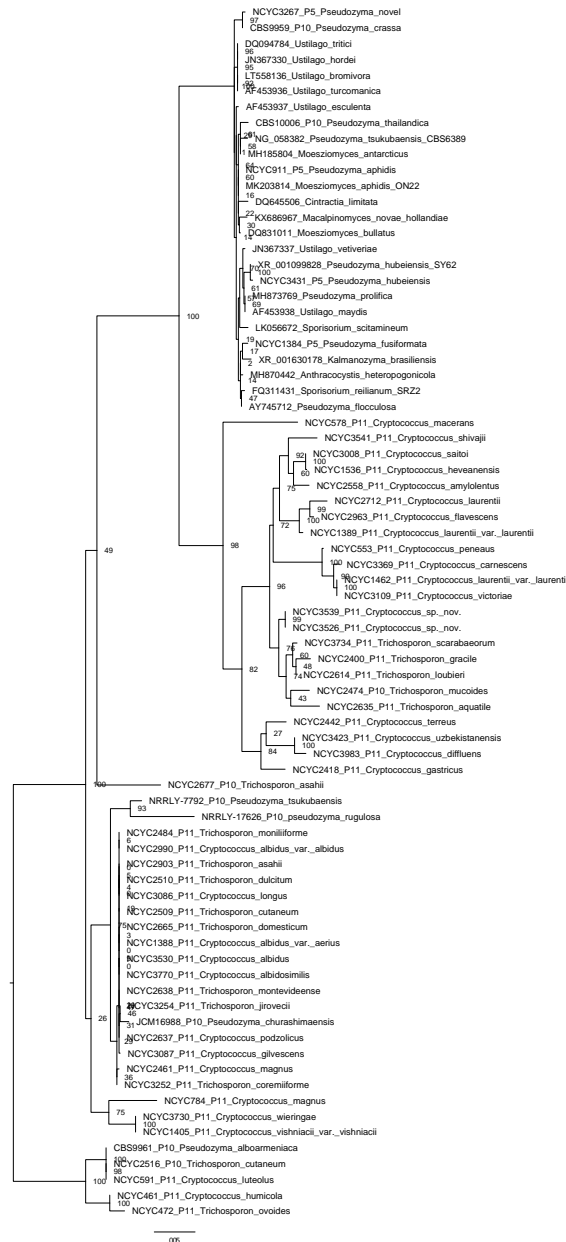 NCYC3267_P5_Pseudozyma_novel
97
CBS9959_P10_Pseudozyma_crassa
DQ094784_Ustilago_tritici
96
JN367330_Ustilago_hordei
95
LT558136_Ustilago_bromivora
AF453936_Ustilago_turcomanica
AF453937_Ustilago_esculenta
CBS10006_P10_Pseudozyma_thailandica
NG_058382_Pseudozyma_tsukubaensis_CBS6389
58
MH185804_Moesziomyces_antarcticus
NCYC911_P5_Pseudozyma_aphidis
60
MK203814_Moesziomyces_aphidis_ON22
16
DQ645506_Cintractia_limitata
22
KX686967_Macalpinomyces_novae_hollandiae
30
DQ831011_Moesziomyces_bullatus
14
JN367337_Ustilago_vetiveriae
XR_001099828_Pseudozyma_hubeiensis_SY62
100
NCYC3431_P5_Pseudozyma_hubeiensis
61
MH873769_Pseudozyma_prolifica
69
AF453938_Ustilago_maydis
100
LK056672_Sporisorium_scitamineum
19
NCYC1384_P5_Pseudozyma_fusiformata
17
XR_001630178_Kalmanozyma_brasiliensis
2
MH870442_Anthracocystis_heteropogonicola
14
FQ311431_Sporisorium_reilianum_SRZ2
47
AY745712_Pseudozyma_flocculosa
NCYC578_P11_Cryptococcus_macerans
NCYC3541_P11_Cryptococcus_shivajii
92
NCYC3008_P11_Cryptococcus_saitoi
100
NCYC1536_P11_Cryptococcus_heveanensis
60
75
NCYC2558_P11_Cryptococcus_amylolentus
NCYC2712_P11_Cryptococcus_laurentii
99
NCYC2963_P11_Cryptococcus_flavescens
100
72
NCYC1389_P11_Cryptococcus_laurentii_var._laurentii
98
49
NCYC553_P11_Cryptococcus_peneaus
100
NCYC3369_P11_Cryptococcus_carnescens
NCYC1462_P11_Cryptococcus_laurentii_var._laurenti
100
96
NCYC3109_P11_Cryptococcus_victoriae
NCYC3539_P11_Cryptococcus_sp._nov.
99
NCYC3526_P11_Cryptococcus_sp._nov.
NCYC3734_P11_Trichosporon_scarabaeorum
76
NCYC2400_P11_Trichosporon_gracile
60
48
82
NCYC2614_P11_Trichosporon_loubieri
74
NCYC2474_P10_Trichosporon_mucoides
43
NCYC2635_P11_Trichosporon_aquatile
NCYC2442_P11_Cryptococcus_terreus
27
NCYC3423_P11_Cryptococcus_uzbekistanensis
100
84
NCYC3983_P11_Cryptococcus_diffluens
NCYC2418_P11_Cryptococcus_gastricus
100
NCYC2677_P10_Trichosporon_asahii
NRRLY-7792_P10_Pseudozyma_tsukubaensis
93
NRRLY-17626_P10_pseudozyma_rugulosa
NCYC2484_P11_Trichosporon_moniliiforme
6
NCYC2990_P11_Cryptococcus_albidus_var._albidus
NCYC2903_P11_Trichosporon_asahii
NCYC2510_P11_Trichosporon_dulcitum
4
NCYC3086_P11_Cryptococcus_longus
NCYC2509_P11_Trichosporon_cutaneum
75
NCYC2665_P11_Trichosporon_domesticum
3
NCYC1388_P11_Cryptococcus_albidus_var._aerius
0
NCYC3530_P11_Cryptococcus_albidus
0
NCYC3770_P11_Cryptococcus_albidosimilis
NCYC2638_P11_Trichosporon_montevideense
NCYC3254_P11_Trichosporon_jirovecii
46
26
JCM16988_P10_Pseudozyma_churashimaensis
31
NCYC2637_P11_Cryptococcus_podzolicus
29
NCYC3087_P11_Cryptococcus_gilvescens
NCYC2461_P11_Cryptococcus_magnus
36
NCYC3252_P11_Trichosporon_coremiiforme
NCYC784_P11_Cryptococcus_magnus
75
NCYC3730_P11_Cryptococcus_wieringae
100
NCYC1405_P11_Cryptococcus_vishniacii_var._vishniacii
CBS9961_P10_Pseudozyma_alboarmeniaca
100
NCYC2516_P10_Trichosporon_cutaneum
98
100
NCYC591_P11_Cryptococcus_luteolus
NCYC461_P11_Cryptococcus_humicola
100
NCYC472_P11_Trichosporon_ovoides